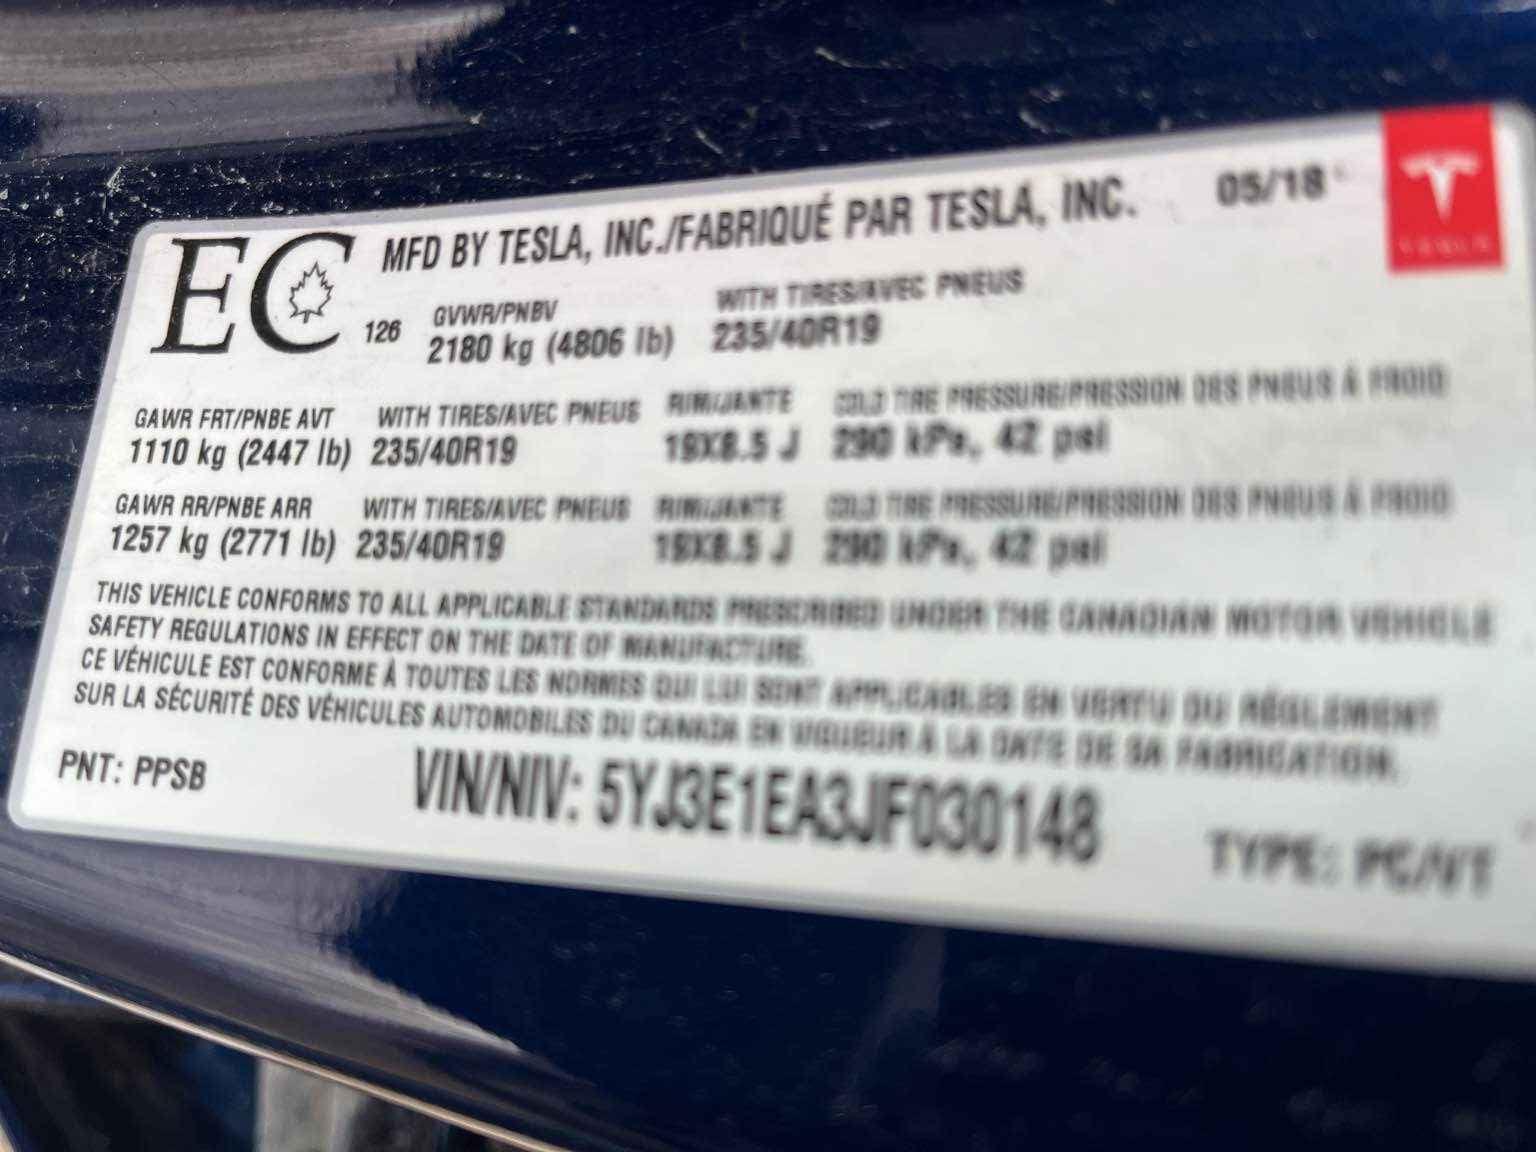 EC 126
MFD BY TESLA, INC./FABRIQUÉ PAR TESLA, INC. 05/18
TESLA
GVWR/PNBV WITH TIRES/AVEC PNEUS
2180 kg (4806 lb) 235/40R19
GAWR FRT/PNBE AVT WITH TIRES/AVEC PNEUS RIM/JANTE COLD TIRE PRESSURE/PRESSION DES PNEUS À FROID
1110 kg (2447 lb) 235/40R19 19X8.5 J 290 kPa, 42 psi
GAWR RR/PNBE ARR WITH TIRES/AVEC PNEUS RIM/JANTE COLD TIRE PRESSURE/PRESSION DES PNEUS À FROID
1257 kg (2771 lb) 235/40R19 19X8.5 J 290 kPa, 42 psi
THIS VEHICLE CONFORMS TO ALL APPLICABLE STANDARDS PRESCRIBED UNDER THE CANADIAN MOTOR VEHICLE
SAFETY REGULATIONS IN EFFECT ON THE DATE OF MANUFACTURE.
CE VÉHICULE EST CONFORME À TOUTES LES NORMES QUI LUI SONT APPLICABLES EN VERTU DU RÉGLEMENT
SUR LA SÉCURITÉ DES VÉHICULES AUTOMOBILES DU CANADA EN VIGUEUR À LA DATE DE SA FABRICATION.
PNT: PPSB VIN/NIV: 5YJ3E1EA3JF030148 TYPE: PC/VT